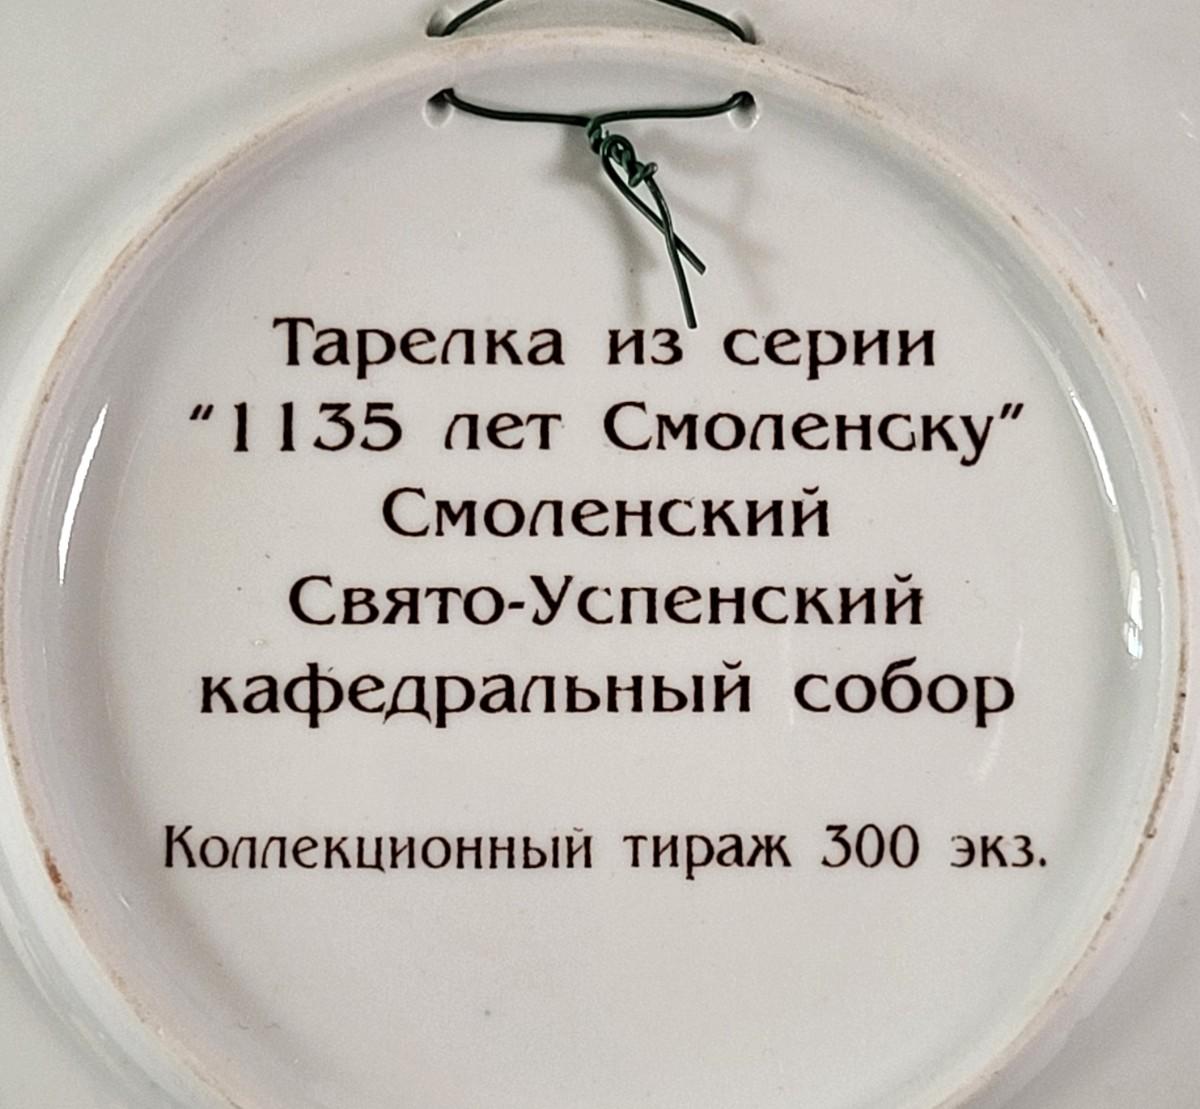 Тарелка из серии
"1135 лет Смоленску"
Смоленский
Свято-Успенский
кафедральный собор
Коллекционный тираж 300 экз.